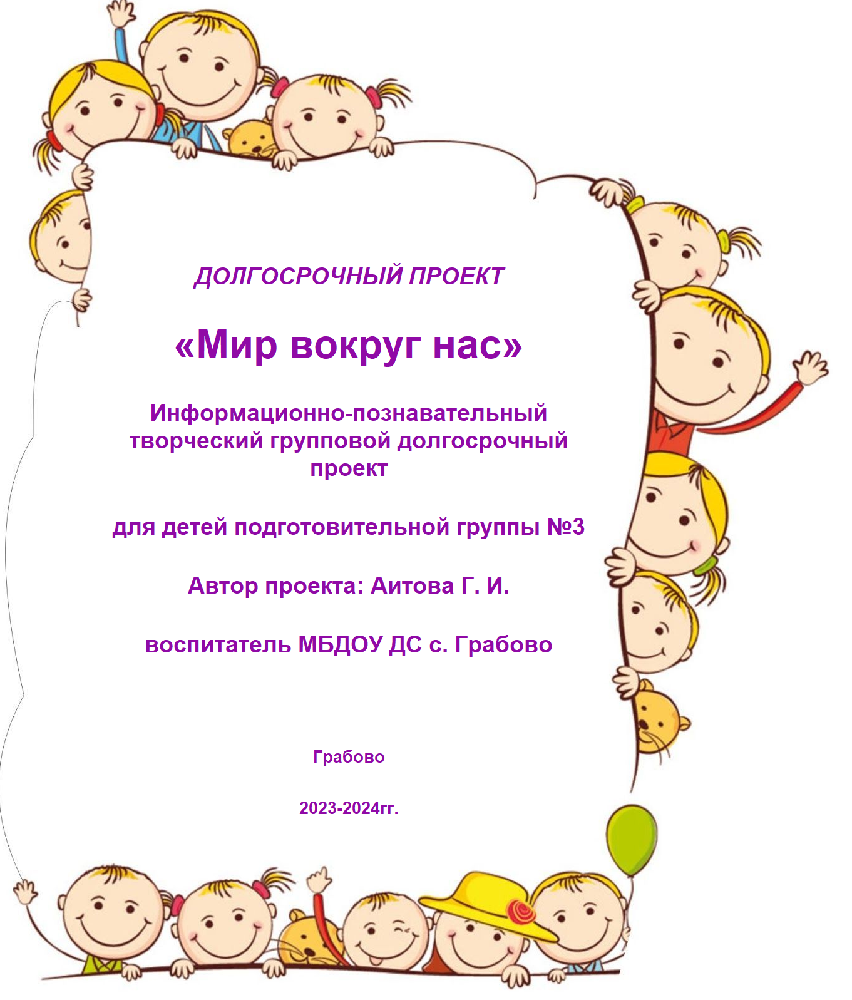 ДОЛГОСРОЧНЫЙ ПРОЕКТ
«Мир вокруг нас»
Информационно-познавательный
творческий групповой долгосрочный
проект
для детей подготовительной группы №3
Автор проекта: Аитова Г. И.
воспитатель МБДОУ ДС с. Грабово
Грабово
2023-2024гг.